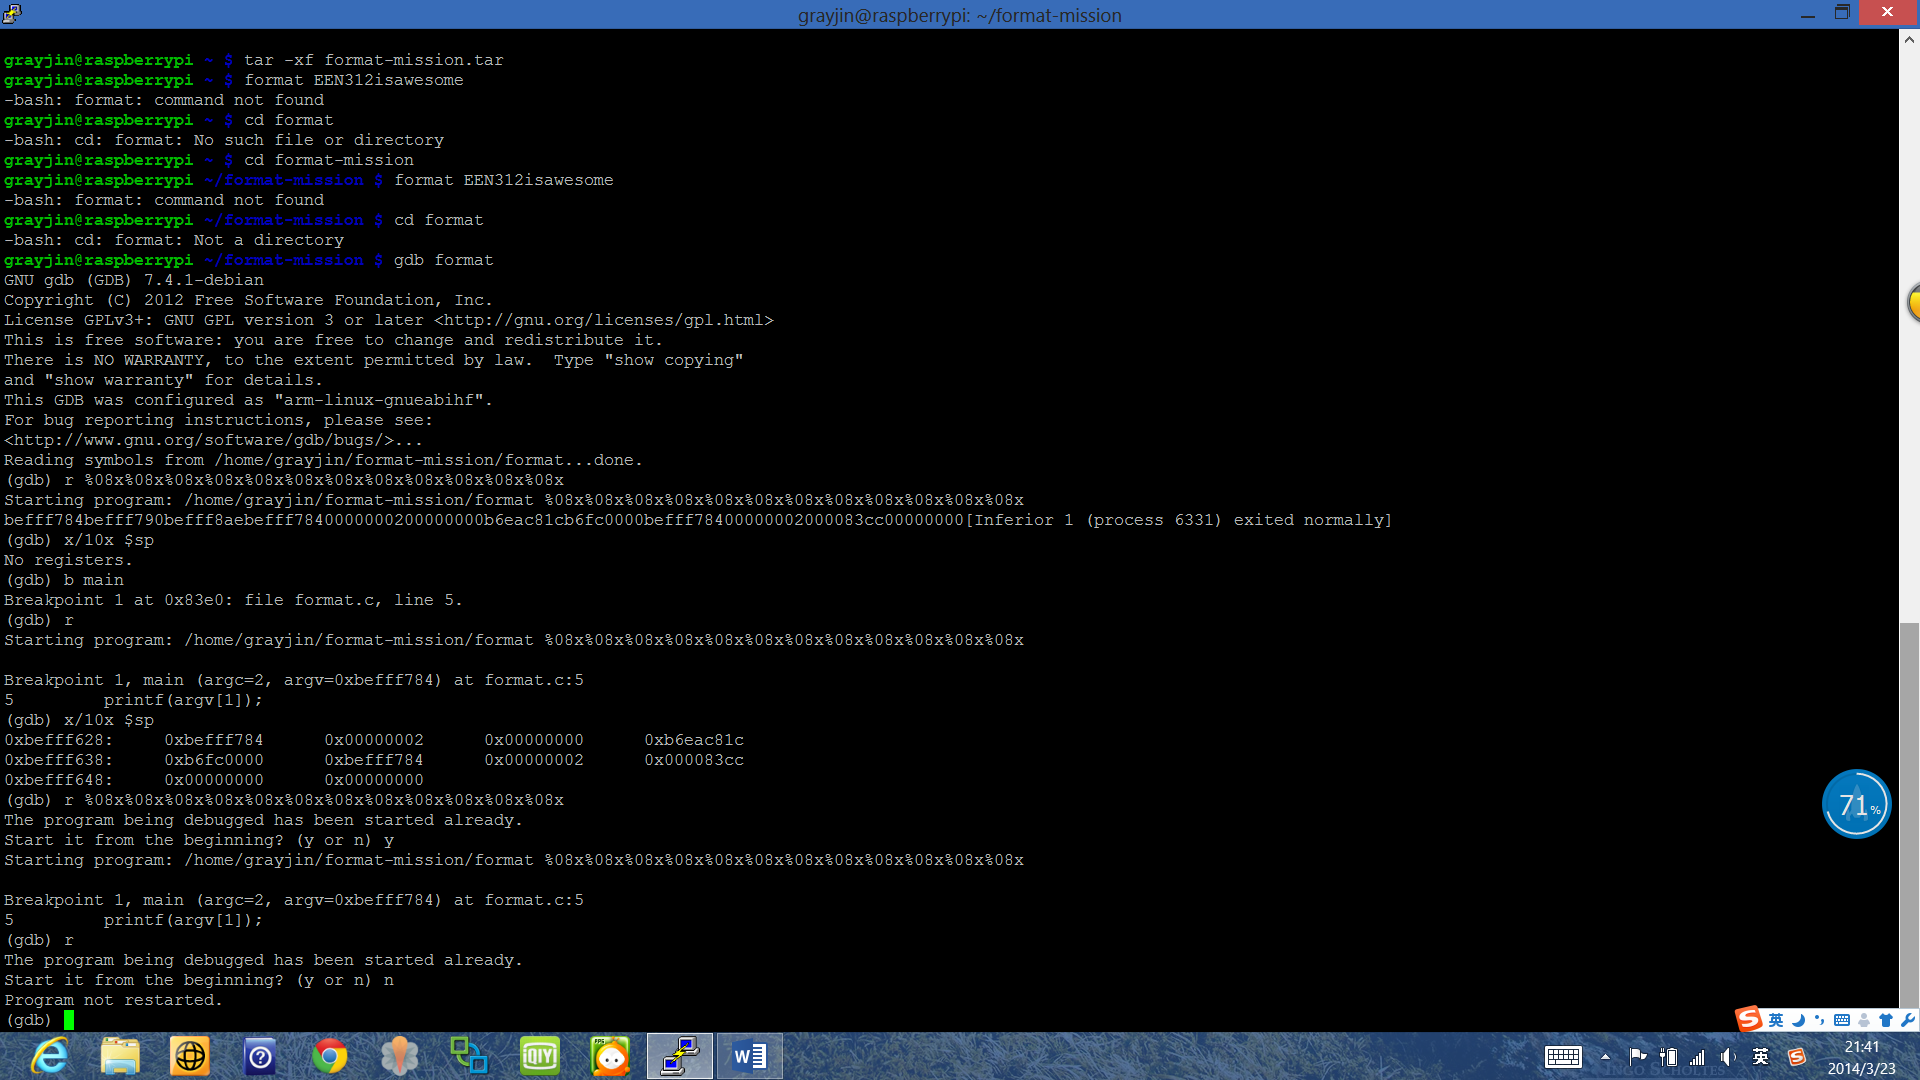 grayjin@raspberrypi: ~/format-mission
grayjin@raspberrypi ~ $ tar -xf format-mission.tar
grayjin@raspberrypi ~ $ format EEN312isawesome
-bash: format: command not found
grayjin@raspberrypi ~ $ cd format
-bash: cd: format: No such file or directory
grayjin@raspberrypi ~ $ cd format-mission
grayjin@raspberrypi ~/format-mission $ format EEN312isawesome
-bash: format: command not found
grayjin@raspberrypi ~/format-mission $ cd format
-bash: cd: format: Not a directory
grayjin@raspberrypi ~/format-mission $ gdb format
GNU gdb (GDB) 7.4.1-debian
Copyright (C) 2012 Free Software Foundation, Inc.
License GPLv3+: GNU GPL version 3 or later <http://gnu.org/licenses/gpl.html>
This is free software: you are free to change and redistribute it.
There is NO WARRANTY, to the extent permitted by law.  Type "show copying"
and "show warranty" for details.
This GDB was configured as "arm-linux-gnueabihf".
For bug reporting instructions, please see:
<http://www.gnu.org/software/gdb/bugs/>...
Reading symbols from /home/grayjin/format-mission/format...done.
(gdb) r %08x%08x%08x%08x%08x%08x%08x%08x%08x%08x%08x%08x
Starting program: /home/grayjin/format-mission/format %08x%08x%08x%08x%08x%08x%08x%08x%08x%08x%08x%08x
befff784befff790befff8aebefff7840000000200000000b6eac81cb6fc0000befff78400000002000083cc00000000[Inferior 1 (process 6331) exited normally]
(gdb) x/10x $sp
No registers.
(gdb) b main
Breakpoint 1 at 0x83e0: file format.c, line 5.
(gdb) r
Starting program: /home/grayjin/format-mission/format %08x%08x%08x%08x%08x%08x%08x%08x%08x%08x%08x%08x
Breakpoint 1, main (argc=2, argv=0xbefff784) at format.c:5
5         printf(argv[1]);
(gdb) x/10x $sp
0xbefff628:     0xbefff784      0x00000002      0x00000000      0xb6eac81c
0xbefff638:     0xb6fc0000      0xbefff784      0x00000002      0x000083cc
0xbefff648:     0x00000000      0x00000000
(gdb) r %08x%08x%08x%08x%08x%08x%08x%08x%08x%08x%08x%08x
The program being debugged has been started already.
Start it from the beginning? (y or n) y
Starting program: /home/grayjin/format-mission/format %08x%08x%08x%08x%08x%08x%08x%08x%08x%08x%08x%08x
Breakpoint 1, main (argc=2, argv=0xbefff784) at format.c:5
5         printf(argv[1]);
(gdb) r
The program being debugged has been started already.
Start it from the beginning? (y or n) n
Program not restarted.
(gdb)
71%
英
iQIYI
英
21:41
2014/3/23